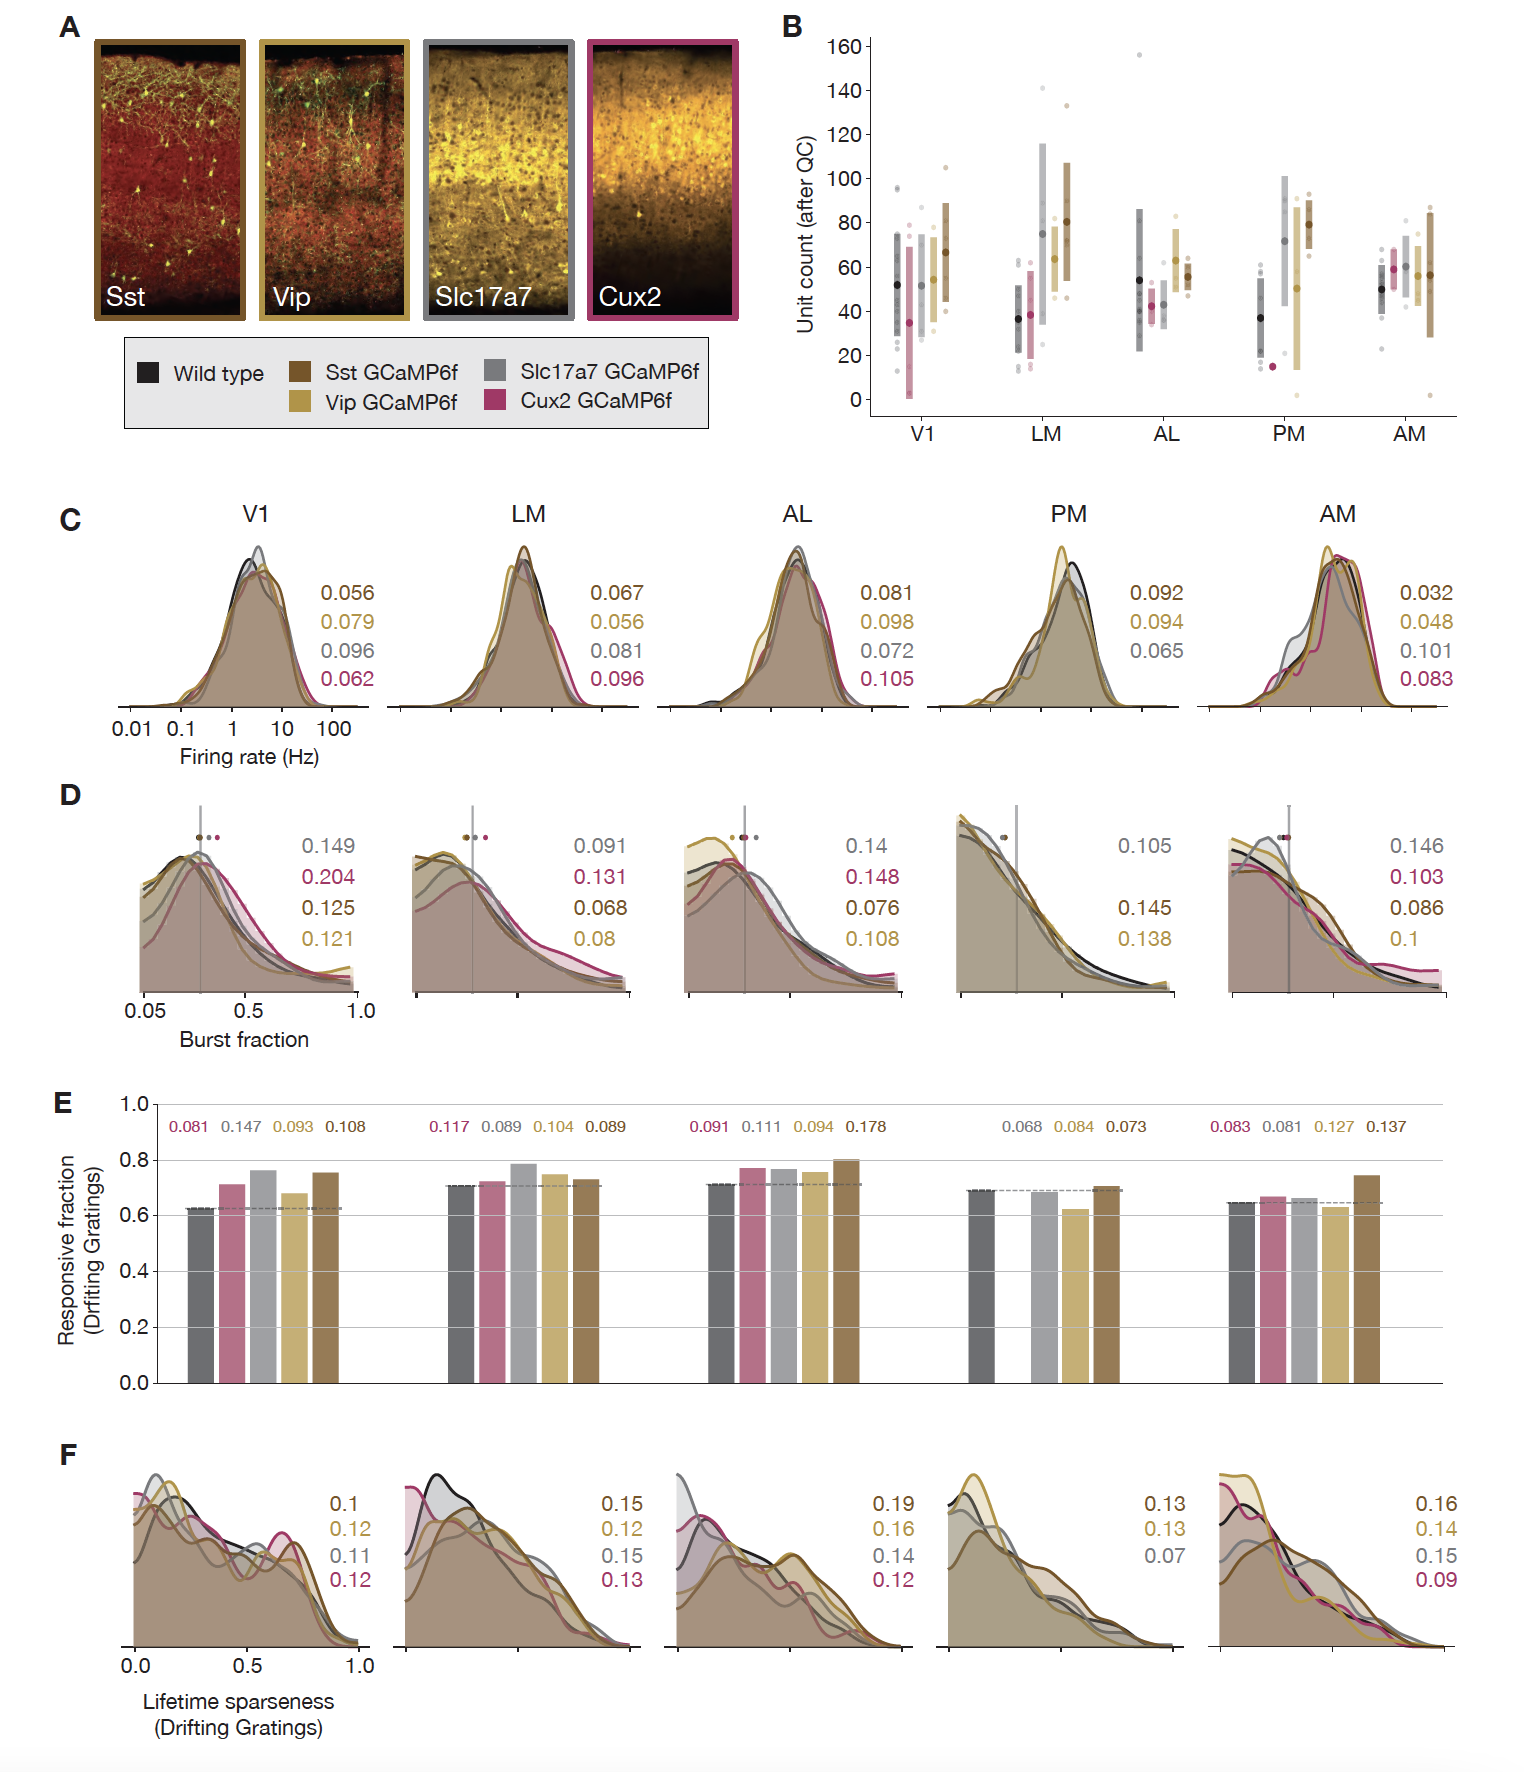 A
Sst
Vip
Slc17a7
Cux2
Wild type
Sst GCaMP6f
Slc17a7 GCaMP6f
Vip GCaMP6f
Cux2 GCaMP6f
B
Unit count (after QC)
160
140
120
100
80
60
40
20
0
V1 LM AL PM AM
C
V1 LM AL PM AM
0.056 0.067 0.081 0.092 0.032
0.079 0.056 0.098 0.094 0.048
0.096 0.081 0.072 0.065 0.101
0.062 0.096 0.105 0.083
0.01 0.1 1 10 100
Firing rate (Hz)
D
0.149 0.091 0.14 0.105 0.146
0.204 0.131 0.148 0.103
0.125 0.068 0.076 0.145 0.086
0.121 0.08 0.108 0.138 0.1
0.05 0.5 1.0
Burst fraction
E
Responsive fraction
(Drfiting Gratings)
1.0
0.081 0.147 0.093 0.108 0.117 0.089 0.104 0.089 0.091 0.111 0.094 0.178 0.068 0.084 0.073 0.083 0.081 0.127 0.137
0.8
0.6
0.4
0.2
0.0
F
0.1 0.15 0.19 0.13 0.16
0.12 0.12 0.16 0.13 0.14
0.11 0.15 0.14 0.07 0.15
0.12 0.13 0.12 0.09
0.0 0.5 1.0
Lifetime sparseness
(Drifting Gratings)